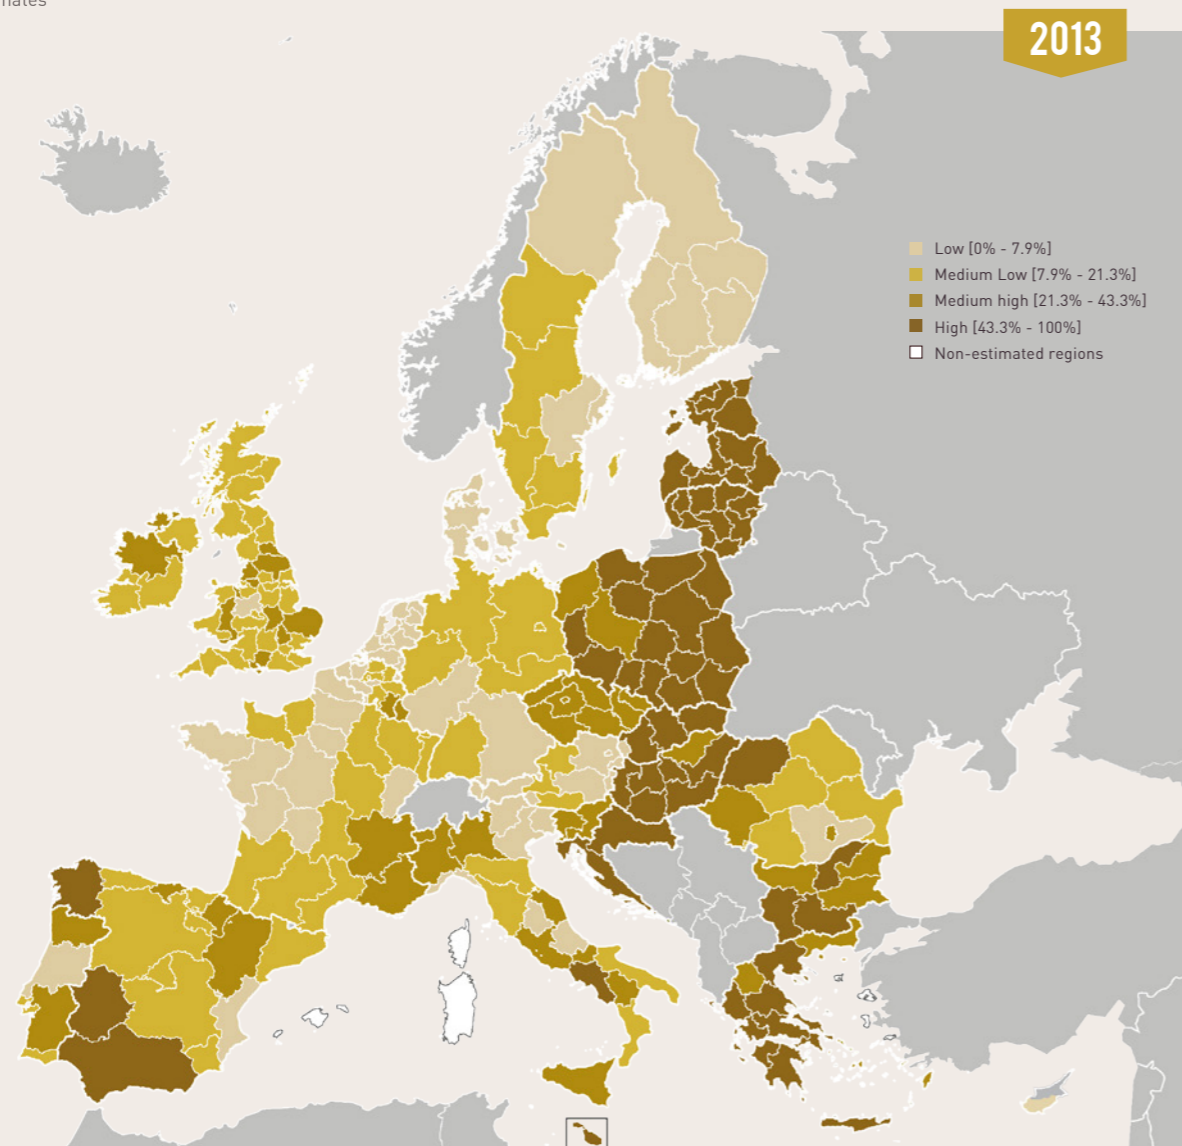 2013
Low [0% - 7.9%]
Medium Low [7.9% - 21.3%]
Medium high [21.3% - 43.3%]
High [43.3% - 100%]
Non-estimated regions